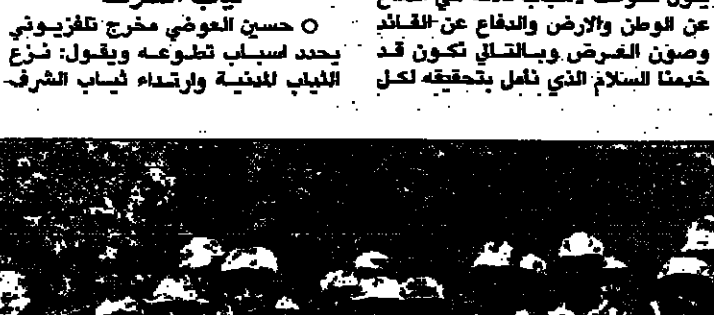 عن الوطن والارض والدفاع عن القائد
وصون العرض وبالتالي نكون قد
خدمنا السلام الذي نأمل بتحقيقه لكل
○ حسين العوضي مخرج تلفزيوني
يحدد اسباب تطوعه ويقول: نزع
الثياب المدنية وارتداء ثياب الشرف